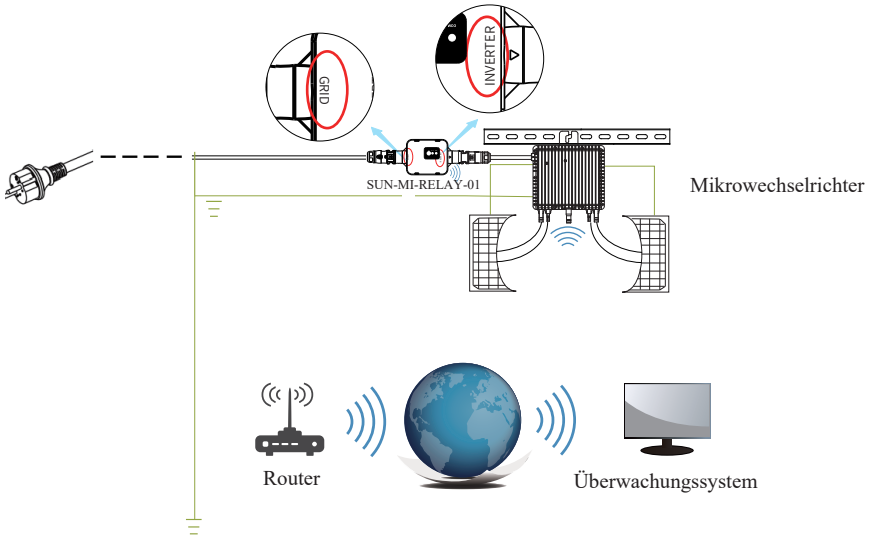 GRID
INVERTER
SUN-MI-RELAY-01
Mikrowechselrichter
Router
Überwachungssystem